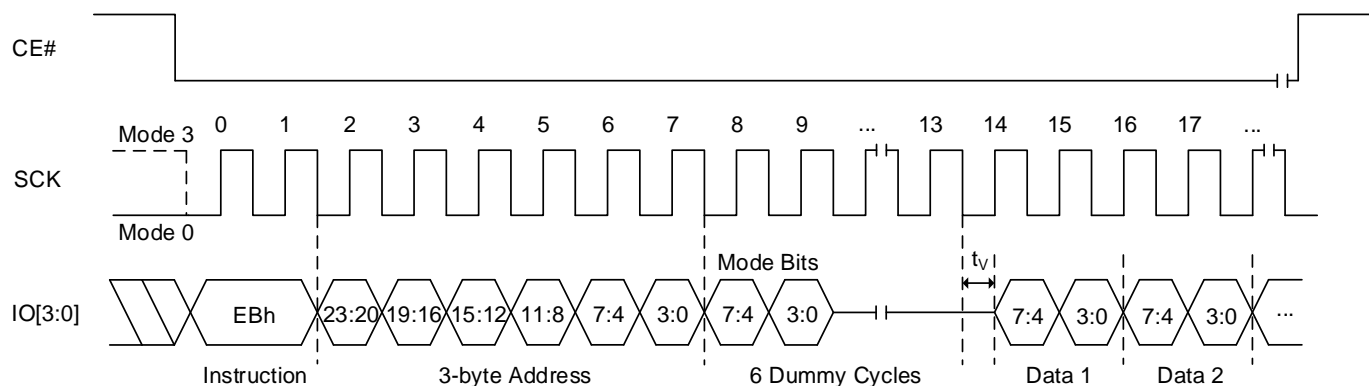 CE#
0 1 2 3 4 5 6 7 8 9 ... 13 14 15 16 17 ...
Mode 3
SCK
Mode 0
Mode Bits tV
IO[3:0] EBh 23:20 19:16 15:12 11:8 7:4 3:0 7:4 3:0 7:4 3:0 7:4 3:0 ...
Instruction 3-byte Address 6 Dummy Cycles Data 1 Data 2